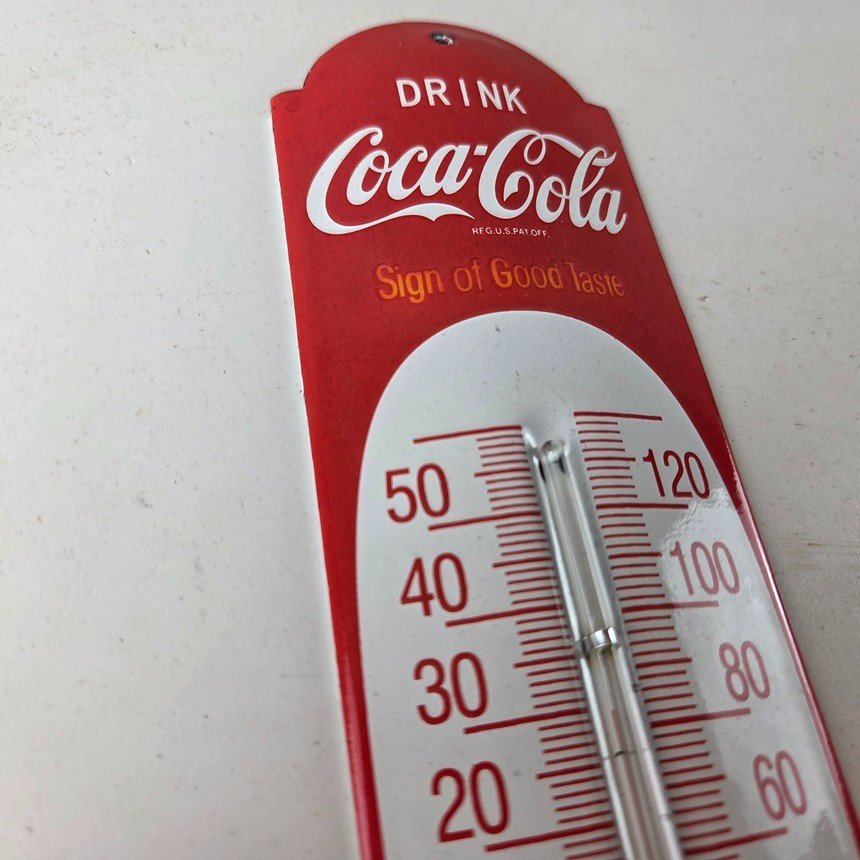 DRINK
Coca-Cola
REG.U.S.PAT.OFF.
Sign of Good Taste
50 120
40 100
30 80
20 60